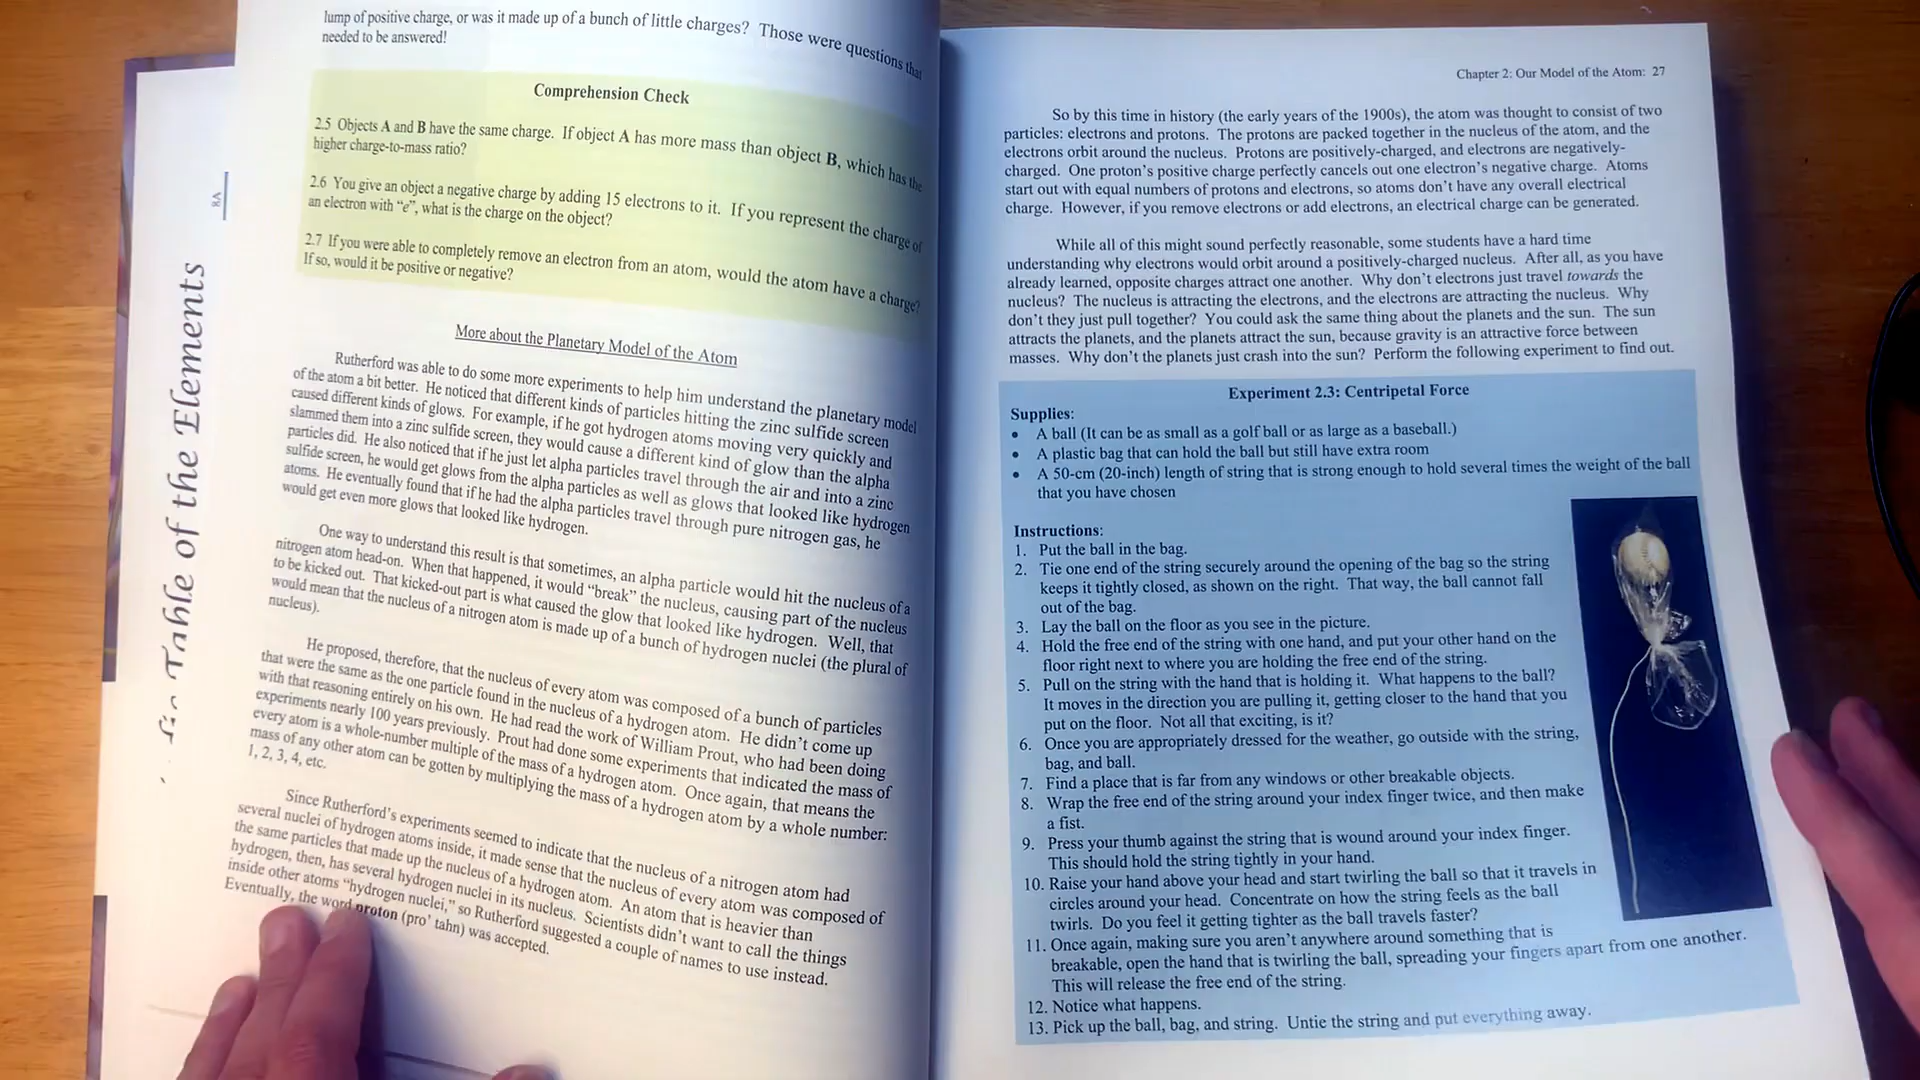 lump of positive charge, or was it made up of a bunch of little charges? Those were questions that
needed to be answered!
Comprehension Check
2.5 Objects A and B have the same charge. If object A has more mass than object B, which has the
higher charge-to-mass ratio?
2.6 You give an object a negative charge by adding 15 electrons to it. If you represent the charge of
an electron with “e”, what is the charge on the object?
2.7 If you were able to completely remove an electron from an atom, would the atom have a charge?
If so, would it be positive or negative?
More about the Planetary Model of the Atom
Rutherford was able to do some more experiments to help him understand the planetary model
of the atom a bit better. He noticed that different kinds of particles hitting the zinc sulfide screen
caused different kinds of glows. For example, if he got hydrogen atoms moving very quickly and
slammed them into a zinc sulfide screen, they would cause a different kind of glow than the alpha
particles did. He also noticed that if he just let alpha particles travel through the air and into a zinc
sulfide screen, he would get glows from the alpha particles as well as glows that looked like hydrogen
atoms. He eventually found that if he had the alpha particles travel through pure nitrogen gas, he
would get even more glows that looked like hydrogen.
One way to understand this result is that sometimes, an alpha particle would hit the nucleus of a
nitrogen atom head-on. When that happened, it would “break” the nucleus, causing part of the nucleus
to be kicked out. That kicked-out part is what caused the glow that looked like hydrogen. Well, that
would mean that the nucleus of a nitrogen atom is made up of a bunch of hydrogen nuclei (the plural of
nucleus).
He proposed, therefore, that the nucleus of every atom was composed of a bunch of particles
that were the same as the one particle found in the nucleus of a hydrogen atom. He didn’t come up
with that reasoning entirely on his own. He had read the work of William Prout, who had been doing
experiments nearly 100 years previously. Prout had done some experiments that indicated the mass of
every atom is a whole-number multiple of the mass of a hydrogen atom. Once again, that means the
mass of any other atom can be gotten by multiplying the mass of a hydrogen atom by a whole number:
1, 2, 3, 4, etc.
Since Rutherford’s experiments seemed to indicate that the nucleus of a nitrogen atom had
several nuclei of hydrogen atoms inside, it made sense that the nucleus of every atom was composed of
the same particles that made up the nucleus of a hydrogen atom. An atom that is heavier than
hydrogen, then, has several hydrogen nuclei in its nucleus. Scientists didn’t want to call the things
inside other atoms “hydrogen nuclei,” so Rutherford suggested a couple of names to use instead.
Eventually, the word proton (pro’ tahn) was accepted.
8A
Table of the Elements
Chapter 2: Our Model of the Atom: 27
So by this time in history (the early years of the 1900s), the atom was thought to consist of two
particles: electrons and protons. The protons are packed together in the nucleus of the atom, and the
electrons orbit around the nucleus. Protons are positively-charged, and electrons are negatively-
charged. One proton’s positive charge perfectly cancels out one electron’s negative charge. Atoms
start out with equal numbers of protons and electrons, so atoms don’t have any overall electrical
charge. However, if you remove electrons or add electrons, an electrical charge can be generated.
While all of this might sound perfectly reasonable, some students have a hard time
understanding why electrons would orbit around a positively-charged nucleus. After all, as you have
already learned, opposite charges attract one another. Why don’t electrons just travel towards the
nucleus? The nucleus is attracting the electrons, and the electrons are attracting the nucleus. Why
don’t they just pull together? You could ask the same thing about the planets and the sun. The sun
attracts the planets, and the planets attract the sun, because gravity is an attractive force between
masses. Why don’t the planets just crash into the sun? Perform the following experiment to find out.
Experiment 2.3: Centripetal Force
Supplies:
• A ball (It can be as small as a golf ball or as large as a baseball.)
• A plastic bag that can hold the ball but still have extra room
• A 50-cm (20-inch) length of string that is strong enough to hold several times the weight of the ball
that you have chosen
Instructions:
1. Put the ball in the bag.
2. Tie one end of the string securely around the opening of the bag so the string
keeps it tightly closed, as shown on the right. That way, the ball cannot fall
out of the bag.
3. Lay the ball on the floor as you see in the picture.
4. Hold the free end of the string with one hand, and put your other hand on the
floor right next to where you are holding the free end of the string.
5. Pull on the string with the hand that is holding it. What happens to the ball?
It moves in the direction you are pulling it, getting closer to the hand that you
put on the floor. Not all that exciting, is it?
6. Once you are appropriately dressed for the weather, go outside with the string,
bag, and ball.
7. Find a place that is far from any windows or other breakable objects.
8. Wrap the free end of the string around your index finger twice, and then make
a fist.
9. Press your thumb against the string that is wound around your index finger.
This should hold the string tightly in your hand.
10. Raise your hand above your head and start twirling the ball so that it travels in
circles around your head. Concentrate on how the string feels as the ball
twirls. Do you feel it getting tighter as the ball travels faster?
11. Once again, making sure you aren’t anywhere around something that is
breakable, open the hand that is twirling the ball, spreading your fingers apart from one another.
This will release the free end of the string.
12. Notice what happens.
13. Pick up the ball, bag, and string. Untie the string and put everything away.